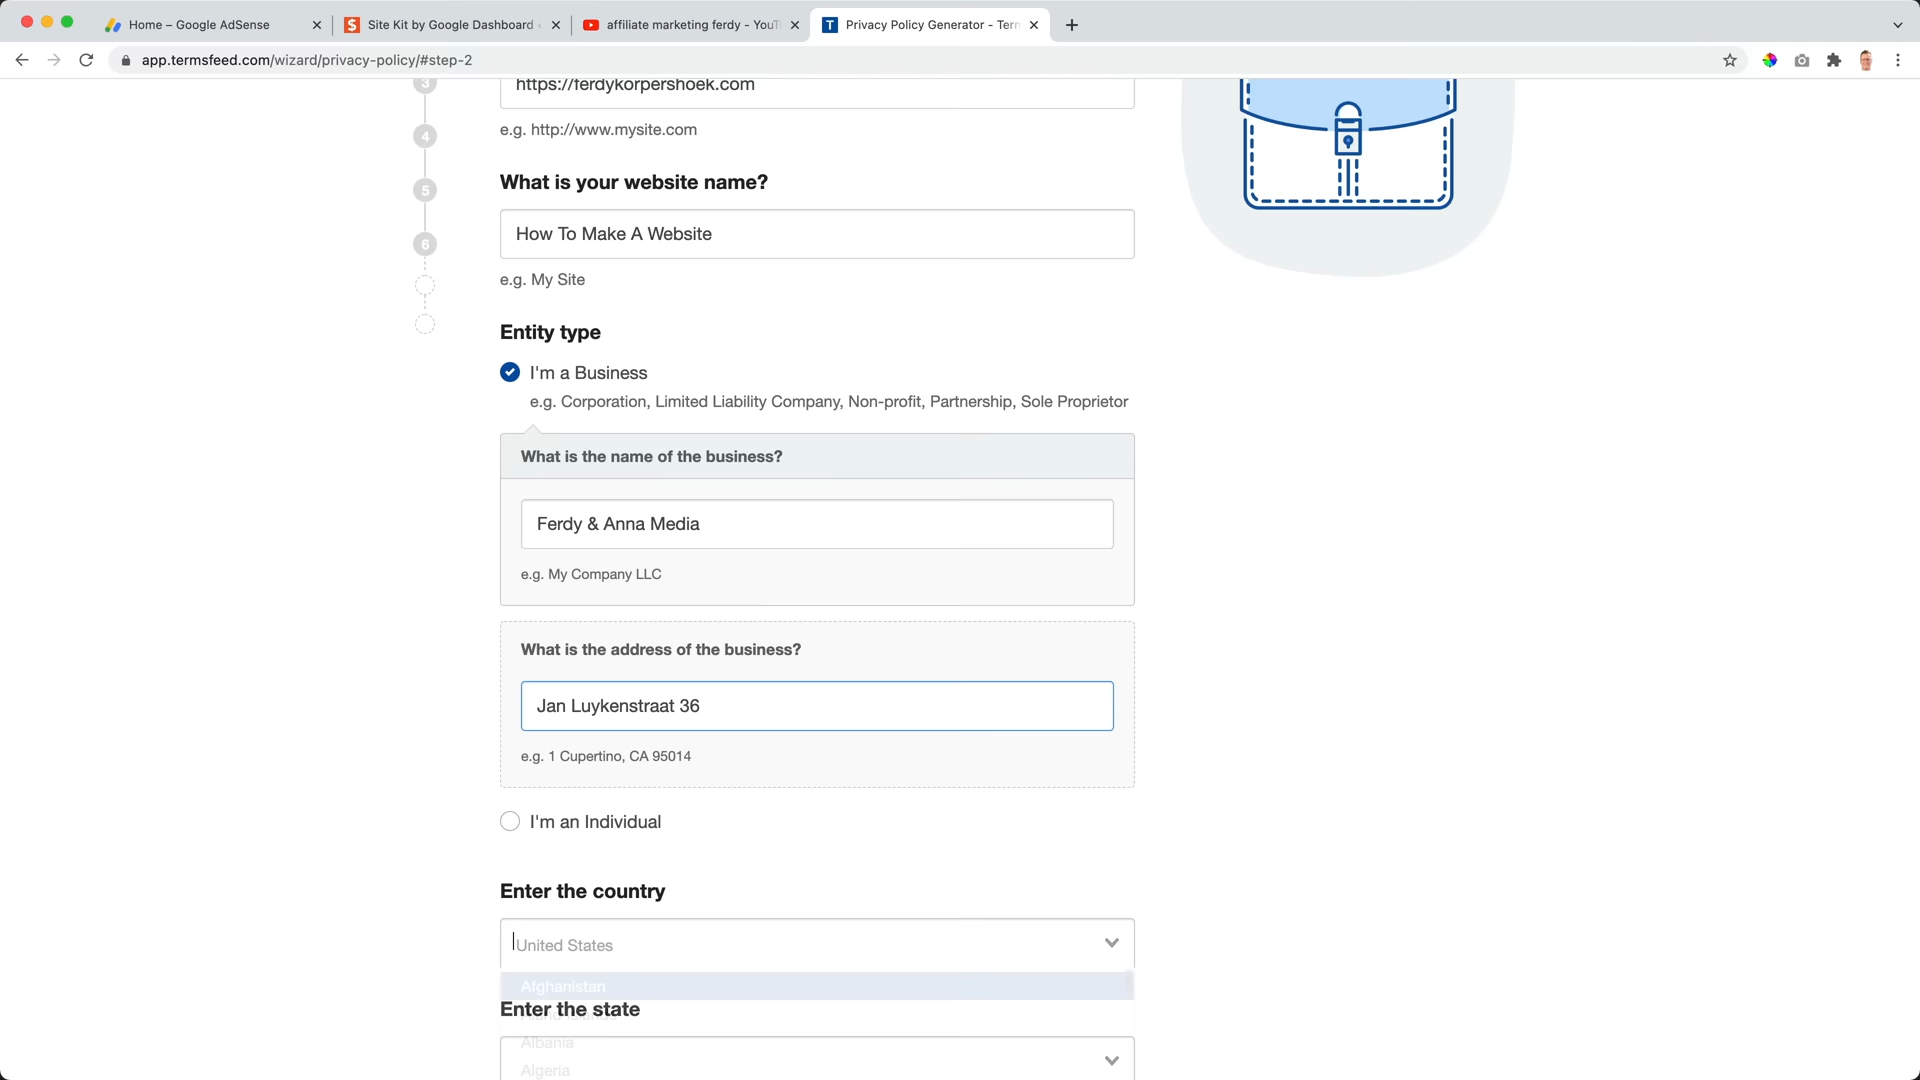 Home – Google AdSense
Site Kit by Google Dashboard
affiliate marketing ferdy - YouT
Privacy Policy Generator - Term
app.termsfeed.com/wizard/privacy-policy/#step-2
3
https://ferdykorpershoek.com
e.g. http://www.mysite.com
4
What is your website name?
5
How To Make A Website
6
e.g. My Site
Entity type
I'm a Business
e.g. Corporation, Limited Liability Company, Non-profit, Partnership, Sole Proprietor
What is the name of the business?
Ferdy & Anna Media
e.g. My Company LLC
What is the address of the business?
Jan Luykenstraat 36
e.g. 1 Cupertino, CA 95014
I'm an Individual
Enter the country
United States
Afghanistan
Enter the state
Albania
Algeria